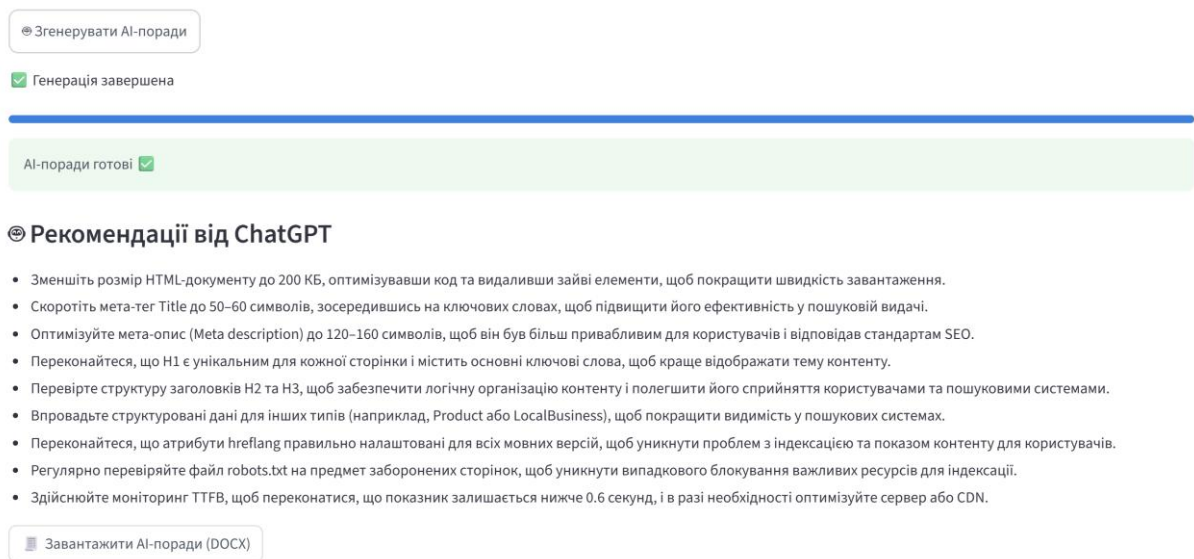 Згенерувати AI-поради
Генерація завершена
AI-поради готові
Рекомендації від ChatGPT
Зменшіть розмір HTML-документу до 200 КБ, оптимізувавши код та видаливши зайві елементи, щоб покращити швидкість завантаження.
Скоротіть мета-тег Title до 50–60 символів, зосередившись на ключових словах, щоб підвищити його ефективність у пошуковій видачі.
Оптимізуйте мета-опис (Meta description) до 120–160 символів, щоб він був більш привабливим для користувачів і відповідав стандартам SEO.
Переконайтеся, що H1 є унікальним для кожної сторінки і містить основні ключові слова, щоб краще відображати тему контенту.
Перевірте структуру заголовків H2 та H3, щоб забезпечити логічну організацію контенту і полегшити його сприйняття користувачами та пошуковими системами.
Впровадьте структуровані дані для інших типів (наприклад, Product або LocalBusiness), щоб покращити видимість у пошукових системах.
Переконайтеся, що атрибути hreflang правильно налаштовані для всіх мовних версій, щоб уникнути проблем з індексацією та показом контенту для користувачів.
Регулярно перевіряйте файл robots.txt на предмет заборонених сторінок, щоб уникнути випадкового блокування важливих ресурсів для індексації.
Здійснюйте моніторинг TTFB, щоб переконатися, що показник залишається нижче 0.6 секунд, і в разі необхідності оптимізуйте сервер або CDN.
Завантажити AI-поради (DOCX)